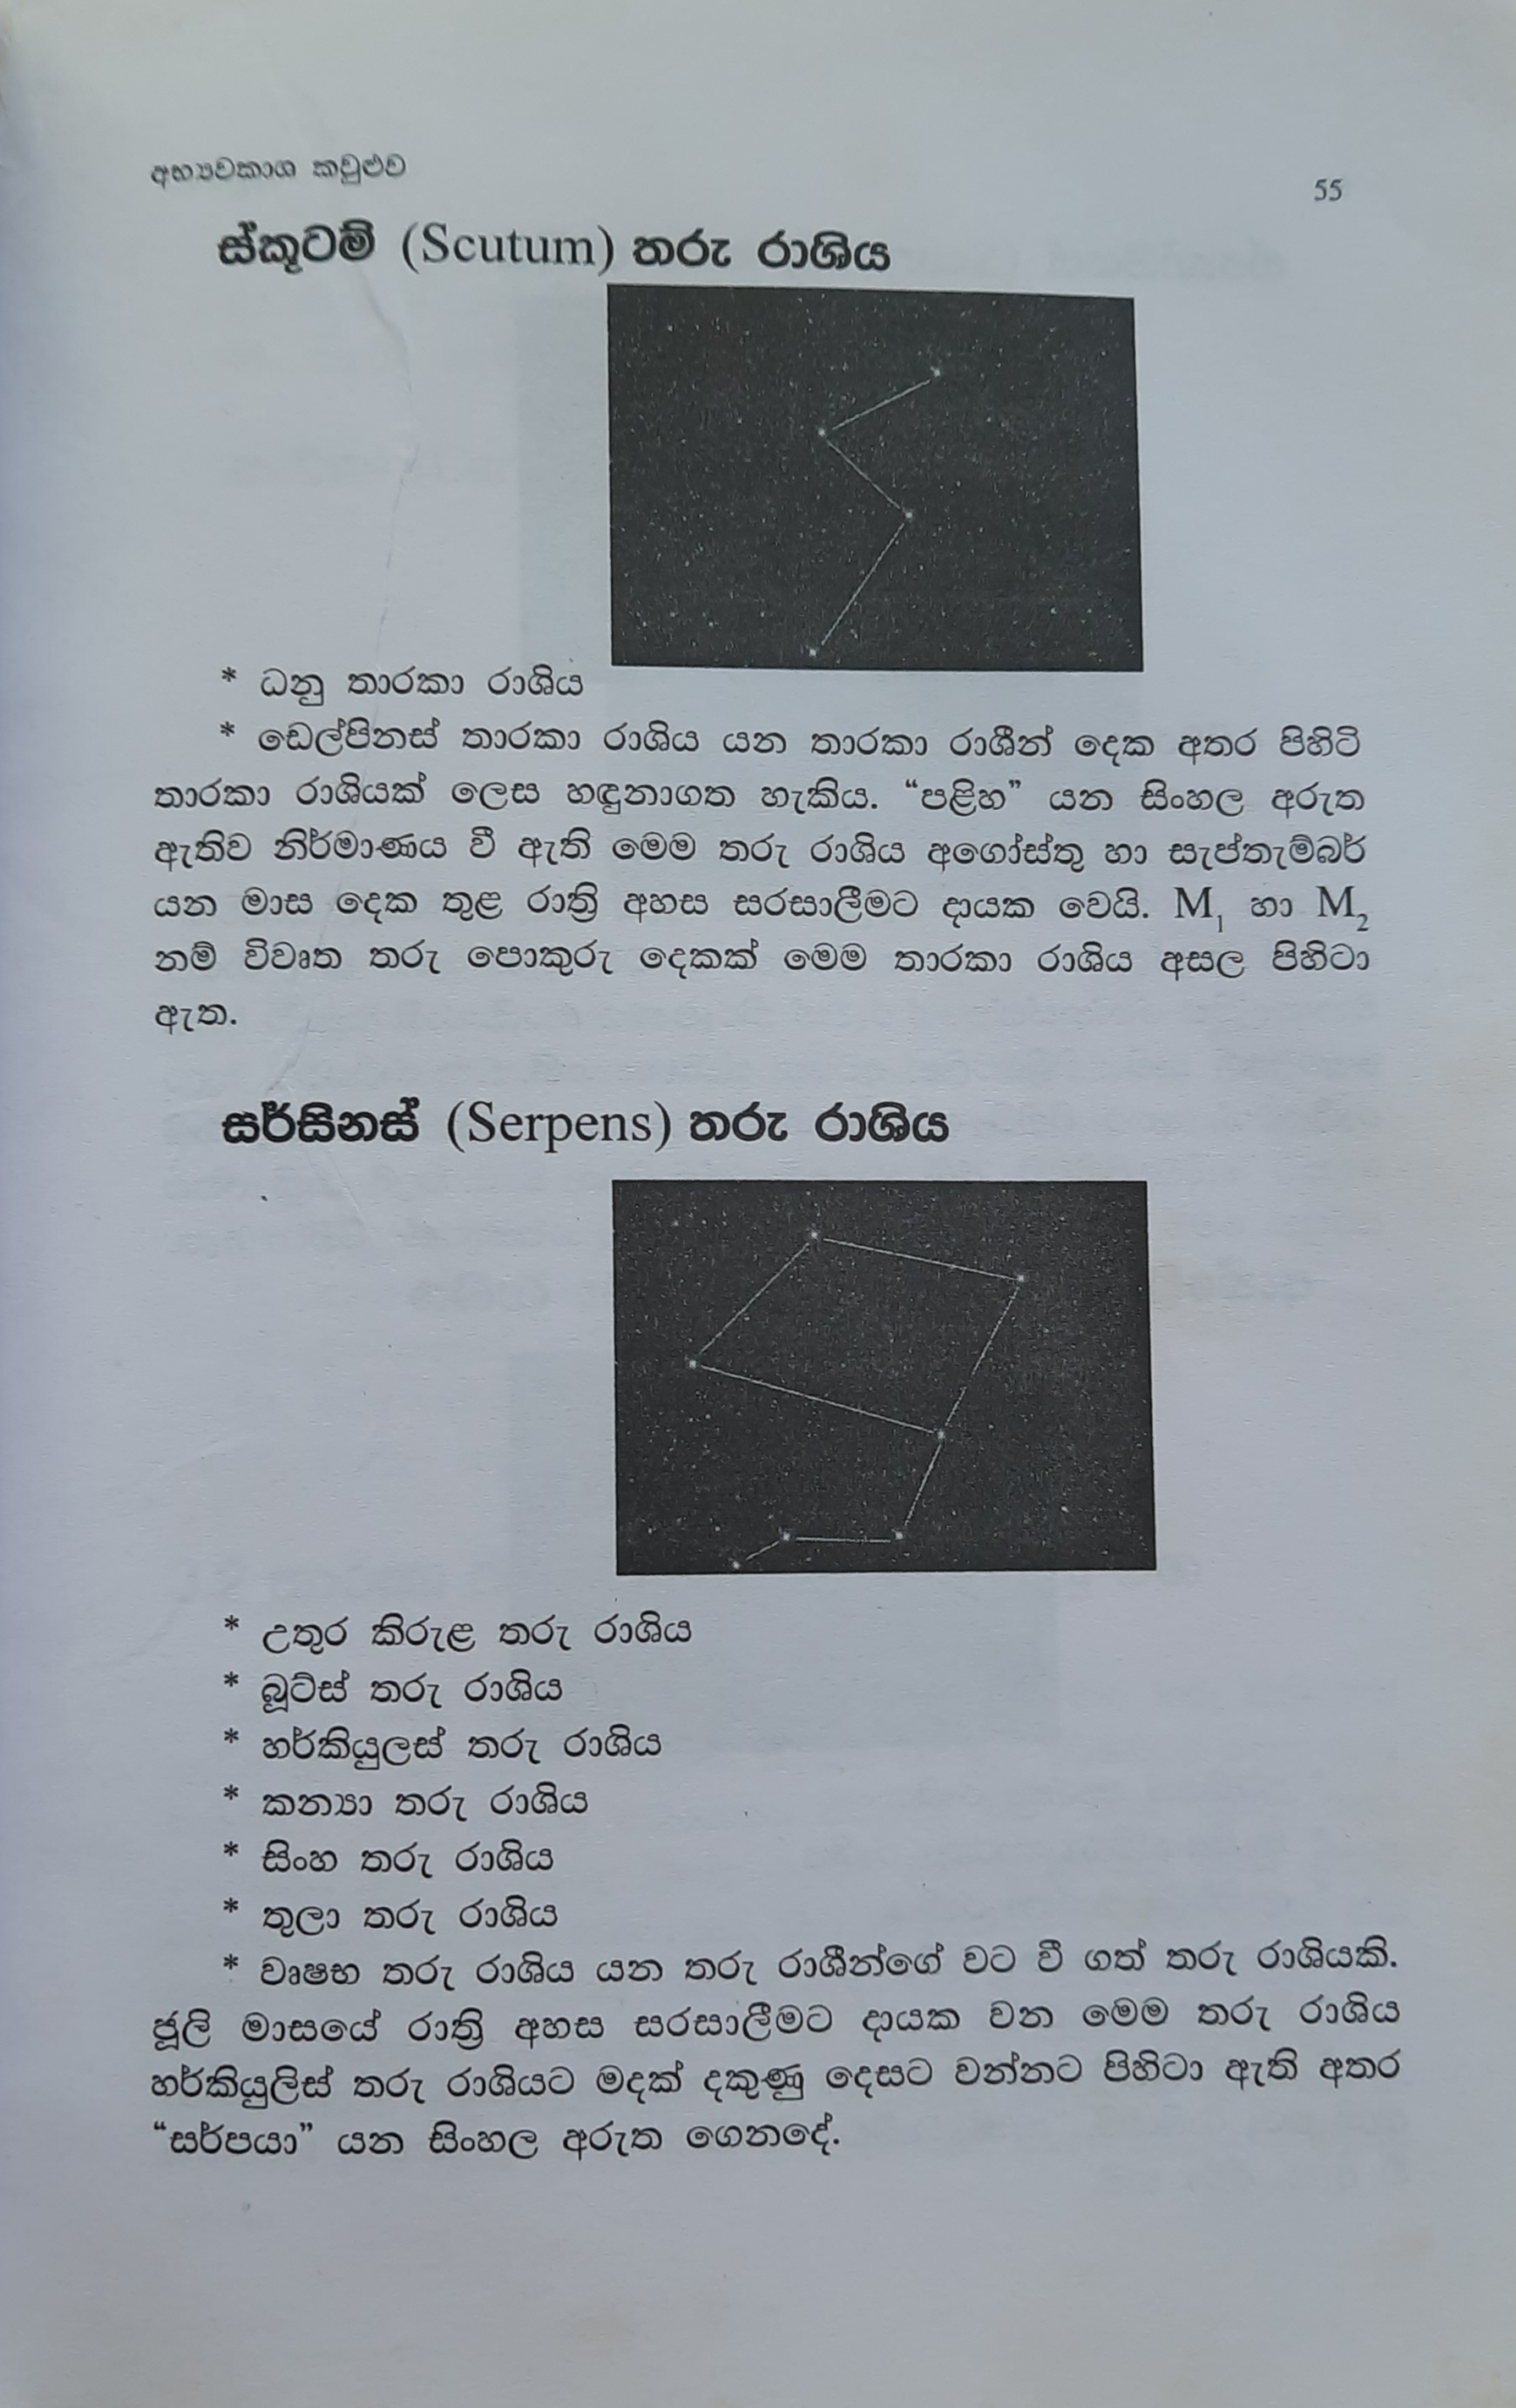 අභ්‍යවකාශ කවුළුව
55
ස්කූටම් (Scutum) තරු රාශිය
* ධනු තාරකා රාශිය
* ඩෙල්පිනස් තාරකා රාශිය යන තාරකා රාශීන් දෙක අතර පිහිටි
තාරකා රාශියක් ලෙස හඳුනාගත හැකිය. “පළිහ” යන සිංහල අරුත
ඇතිව නිර්මාණය වී ඇති මෙම තරු රාශිය අගෝස්තු හා සැප්තැම්බර්
යන මාස දෙක තුළ රාත්‍රි අහස සරසාලීමට දායක වෙයි. M₁ හා M₂
නම් විවෘත තරු පොකුරු දෙකක් මෙම තාරකා රාශිය අසල පිහිටා
ඇත.
සර්සිනස් (Serpens) තරු රාශිය
* උතුර කිරුළ තරු රාශිය
* බූට්ස් තරු රාශිය
* හර්කියුලස් තරු රාශිය
* කන්‍යා තරු රාශිය
* සිංහ තරු රාශිය
* තුලා තරු රාශිය
* වෘෂභ තරු රාශිය යන තරු රාශීන්ගේ වට වී ගත් තරු රාශියකි.
ජූලි මාසයේ රාත්‍රි අහස සරසාලීමට දායක වන මෙම තරු රාශිය
හර්කියුලිස් තරු රාශියට මදක් දකුණු දෙසට වන්නට පිහිටා ඇති අතර
“සර්පයා” යන සිංහල අරුත ගෙනදේ.